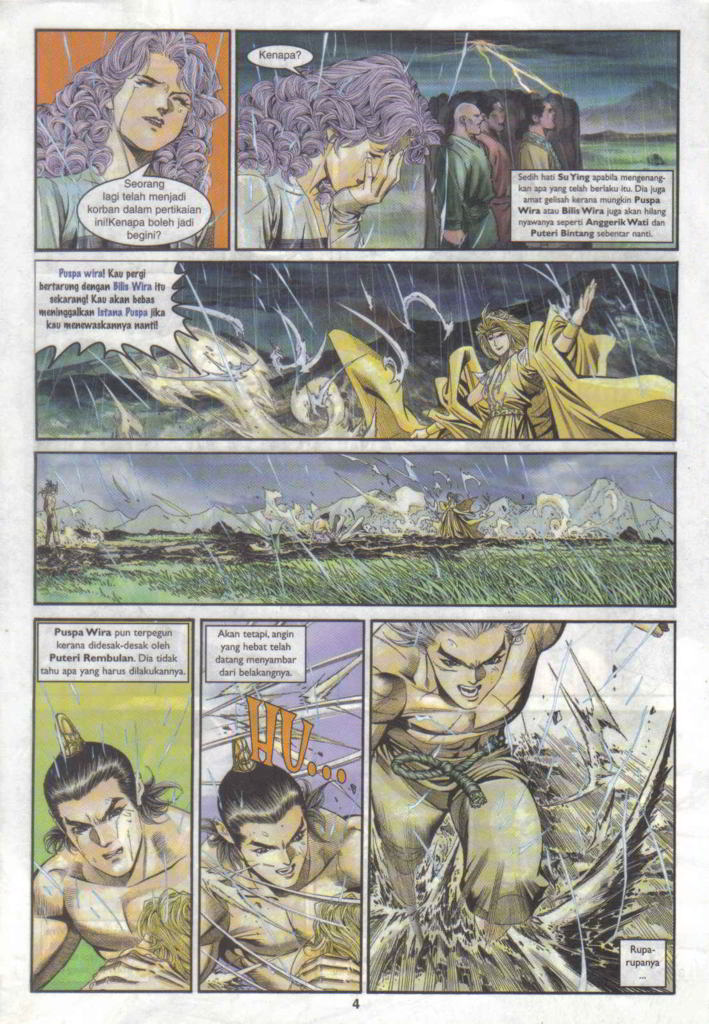 Seorang
lagi telah menjadi
korban dalam pertikaian
ini!Kenapa boleh jadi
begini?
Kenapa?
Sedih hati Su Ying apabila mengenang-
kan apa yang telah berlaku itu. Dia juga
amat gelisah kerana mungkin Puspa
Wira atau Bilis Wira juga akan hilang
nyawanya seperti Anggerik Wati dan
Puteri Bintang sebentar nanti.
Puspa wira! Kau pergi
bertarung dengan Bilis Wira itu
sekarang! Kau akan bebas
meninggalkan Istana Puspa jika
kau menewaskannya nanti!
Puspa Wira pun terpegun
kerana didesak-desak oleh
Puteri Rembulan. Dia tidak
tahu apa yang harus dilakukannya.
Akan tetapi, angin
yang hebat telah
datang menyambar
dari belakangnya.
HU...
Rupa-
rupanya
...
4